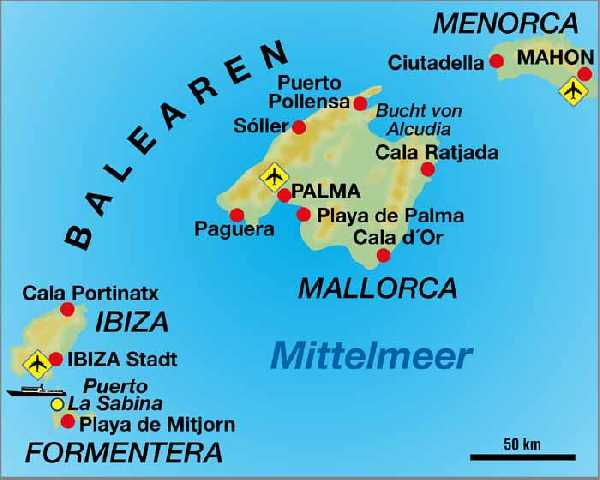 MENORCA
Ciutadella
MAHON
BALEAREN
Puerto
Pollensa
Bucht von
Alcudia
Sóller
Cala Ratjada
PALMA
Paguera
Playa de Palma
Cala d´Or
MALLORCA
Cala Portinatx
IBIZA
IBIZA Stadt
Mittelmeer
Puerto
La Sabina
Playa de Mitjorn
FORMENTERA
50 km